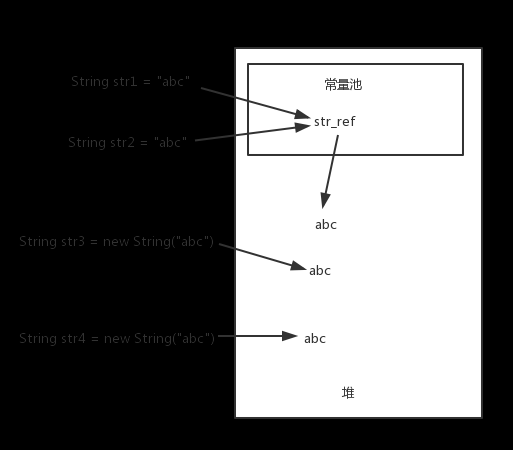 常量池
String str1 = "abc"
str_ref
String str2 = "abc"
abc
String str3 = new String("abc")
abc
String str4 = new String("abc")
abc
堆